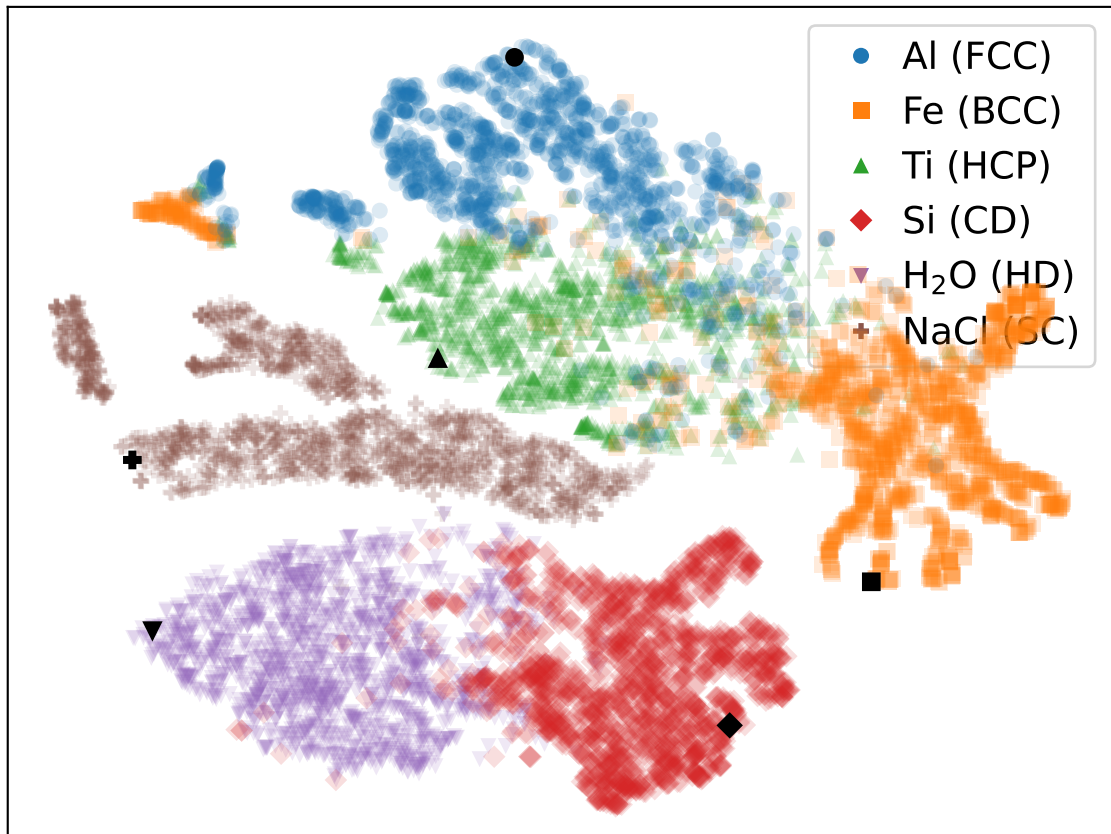 Al (FCC)
Fe (BCC)
Ti (HCP)
Si (CD)
H₂O (HD)
NaCl (SC)